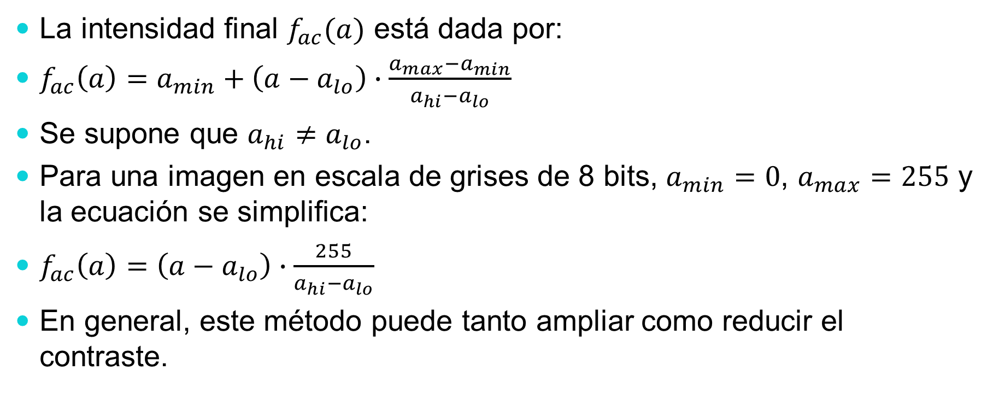 • La intensidad final $f_{ac}(a)$ está dada por:
• $f_{ac}(a) = a_{min} + (a - a_{lo}) \cdot \frac{a_{max} - a_{min}}{a_{hi} - a_{lo}}$
• Se supone que $a_{hi} \neq a_{lo}$.
• Para una imagen en escala de grises de 8 bits, $a_{min} = 0$, $a_{max} = 255$ y
la ecuación se simplifica:
• $f_{ac}(a) = (a - a_{lo}) \cdot \frac{255}{a_{hi} - a_{lo}}$
• En general, este método puede tanto ampliar como reducir el
contraste.